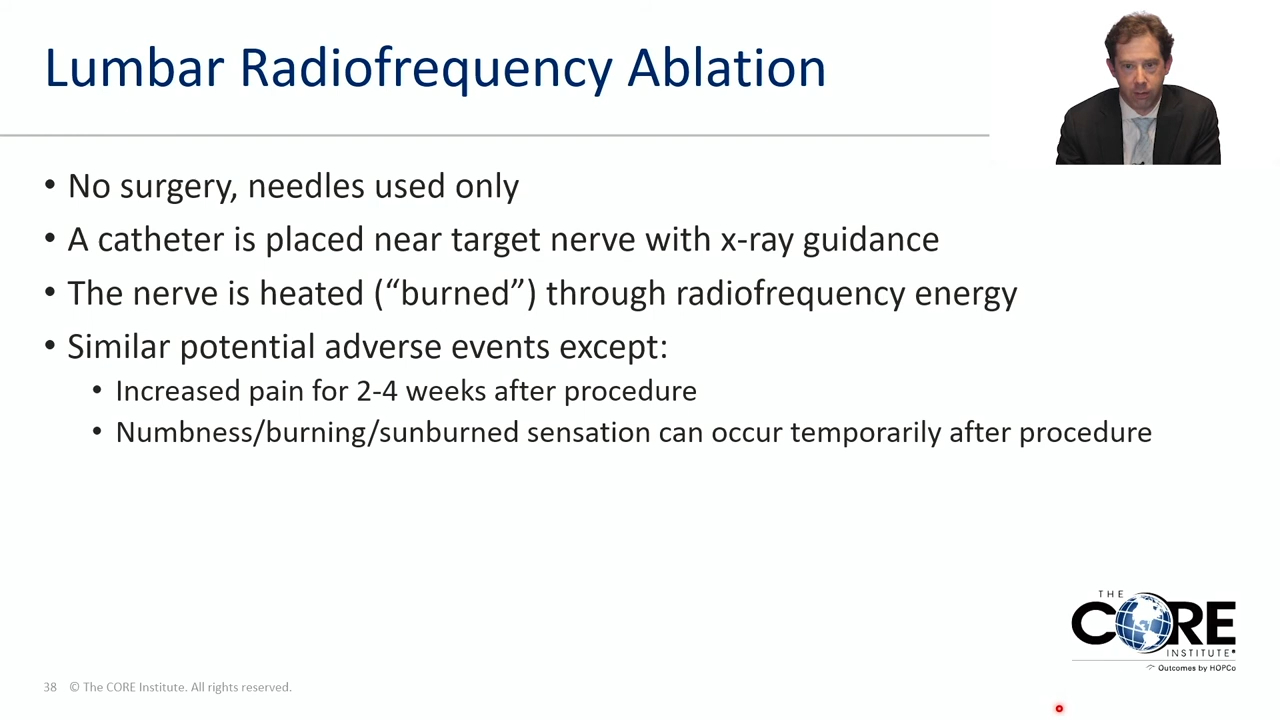 Lumbar Radiofrequency Ablation
• No surgery, needles used only
• A catheter is placed near target nerve with x-ray guidance
• The nerve is heated (“burned”) through radiofrequency energy
• Similar potential adverse events except:
• Increased pain for 2-4 weeks after procedure
• Numbness/burning/sunburned sensation can occur temporarily after procedure
THE
CORE
INSTITUTE®
Outcomes by HOPCo
38 © The CORE Institute. All rights reserved.